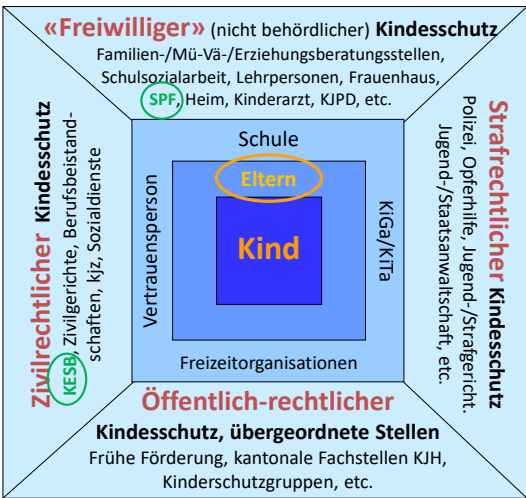 «Freiwilliger» (nicht behördlicher) Kindesschutz
Familien-/Mü-Vä-/Erziehungsberatungsstellen,
Schulsozialarbeit, Lehrpersonen, Frauenhaus,
SPF, Heim, Kinderarzt, KJPD, etc.
Zivilrechtlicher Kindesschutz
KESB, Zivilgerichte, Berufsbeistand-
schaften, kjz, Sozialdienste
Schule
Vertrauensperson
Eltern
Kind
KiGa/KiTa
Freizeitorganisationen
Strafrechtlicher Kindesschutz
Polizei, Opferhilfe, Jugend-/Strafgericht.
Jugend-/Staatsanwaltschaft, etc.
Öffentlich-rechtlicher
Kindesschutz, übergeordnete Stellen
Frühe Förderung, kantonale Fachstellen KJH,
Kinderschutzgruppen, etc.